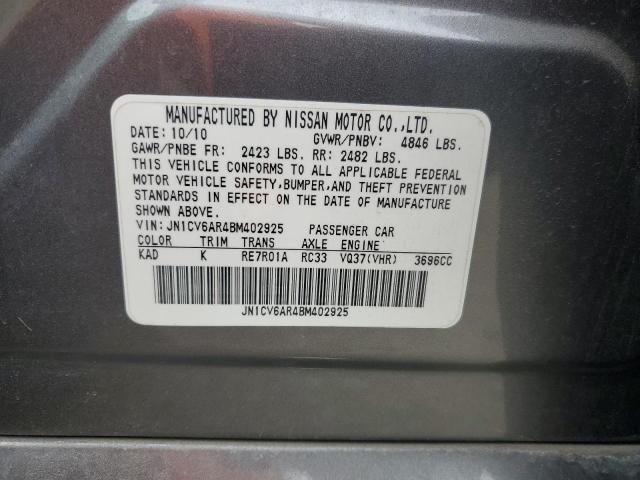 MANUFACTURED BY NISSAN MOTOR CO.,LTD.
DATE: 10/10 GVWR/PNBV: 4846 LBS.
GAWR/PNBE FR: 2423 LBS. RR: 2482 LBS.
THIS VEHICLE CONFORMS TO ALL APPLICABLE FEDERAL
MOTOR VEHICLE SAFETY,BUMPER,AND THEFT PREVENTION
STANDARDS IN EFFECT ON THE DATE OF MANUFACTURE
SHOWN ABOVE.
VIN: JN1CV6AR4BM402925 PASSENGER CAR
COLOR TRIM TRANS AXLE ENGINE
KAD K RE7R01A RC33 VQ37(VHR) 3696CC
JN1CV6AR4BM402925